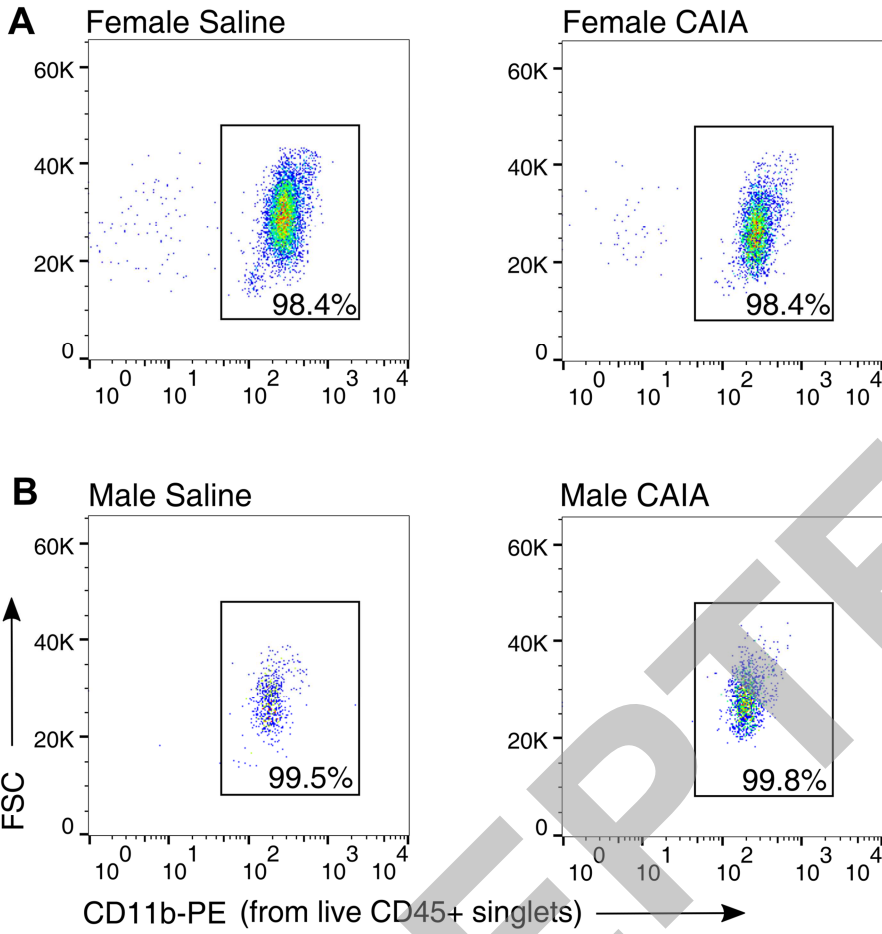 A
Female Saline
Female CAIA
60K
40K
20K
0
98.4%
10^0 10^1 10^2 10^3 10^4
60K
40K
20K
0
98.4%
10^0 10^1 10^2 10^3 10^4
B
Male Saline
Male CAIA
60K
40K
20K
0
99.5%
10^0 10^1 10^2 10^3 10^4
60K
40K
20K
0
99.8%
10^0 10^1 10^2 10^3 10^4
FSC
CD11b-PE (from live CD45+ singlets)
EPTE